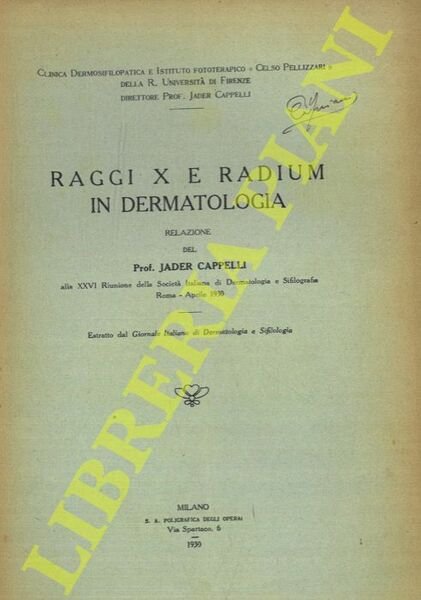 CLINICA DERMOSIFILOPATICA E ISTITUTO FOTOTERAPICO « CELSO PELLIZZARI »
DELLA R. UNIVERSITÀ DI FIRENZE
DIRETTORE PROF. JADER CAPPELLI
RAGGI X E RADIUM
IN DERMATOLOGIA
RELAZIONE
DEL
Prof. JADER CAPPELLI
alla XXVI Riunione della Società Italiana di Dermatologia e Sifilografia
Roma - Aprile 1930
Estratto dal Giornale Italiano di Dermatologia e Sifilologia
MILANO
S. A. POLIGRAFICA DEGLI OPERAI
Via Spartaco, 6
1930
LIBRERIA PIANI